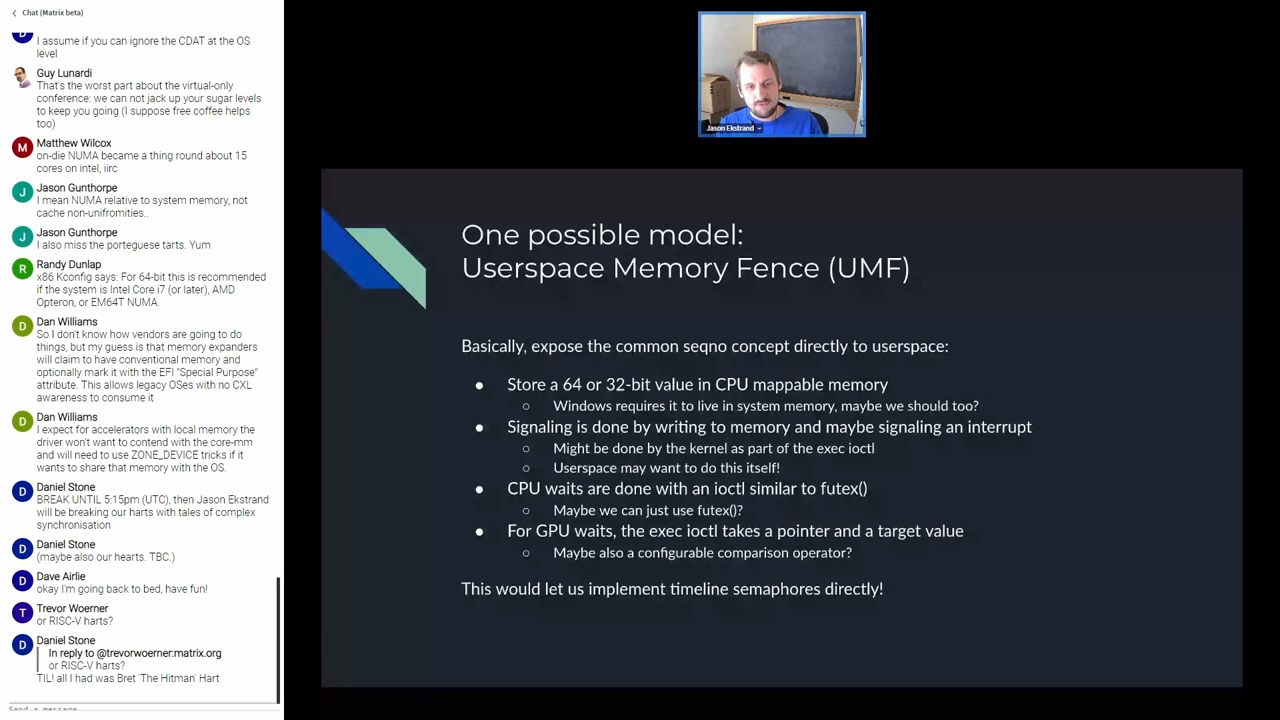 Chat (Matrix beta)
I assume if you can ignore the CDAT at the OS
level
Guy Lunardi
That's the worst part about the virtual-only
conference: we can not jack up your sugar levels
to keep you going (I suppose free coffee helps
too)
M
Matthew Wilcox
on-die NUMA became a thing round about 15
cores on intel, iirc
J
Jason Gunthorpe
I mean NUMA relative to system memory, not
cache non-unifromities..
J
Jason Gunthorpe
I also miss the porteguese tarts. Yum
R
Randy Dunlap
x86 Kconfig says: For 64-bit this is recommended
if the system is Intel Core i7 (or later), AMD
Opteron, or EM64T NUMA.
D
Dan Williams
So I don't know how vendors are going to do
things, but my guess is that memory expanders
will claim to have conventional memory and
optionally mark it with the EFI "Special Purpose"
attribute. This allows legacy OSes with no CXL
awareness to consume it
D
Dan Williams
I expect for accelerators with local memory the
driver won't want to contend with the core-mm
and will need to use ZONE_DEVICE tricks if it
wants to share that memory with the OS.
D
Daniel Stone
BREAK UNTIL 5:15pm (UTC), then Jason Ekstrand
will be breaking our harts with tales of complex
synchronisation
D
Daniel Stone
(maybe also our hearts. TBC.)
D
Dave Airlie
okay I'm going back to bed, have fun!
T
Trevor Woerner
or RISC-V harts?
D
Daniel Stone
In reply to @trevorwoerner:matrix.org
or RISC-V harts?
TIL! all I had was Bret 'The Hitman' Hart
Send a message
Jason Ekstrand
One possible model:
Userspace Memory Fence (UMF)
Basically, expose the common seqno concept directly to userspace:
● Store a 64 or 32-bit value in CPU mappable memory
○ Windows requires it to live in system memory, maybe we should too?
● Signaling is done by writing to memory and maybe signaling an interrupt
○ Might be done by the kernel as part of the exec ioctl
○ Userspace may want to do this itself!
● CPU waits are done with an ioctl similar to futex()
○ Maybe we can just use futex()?
● For GPU waits, the exec ioctl takes a pointer and a target value
○ Maybe also a configurable comparison operator?
This would let us implement timeline semaphores directly!